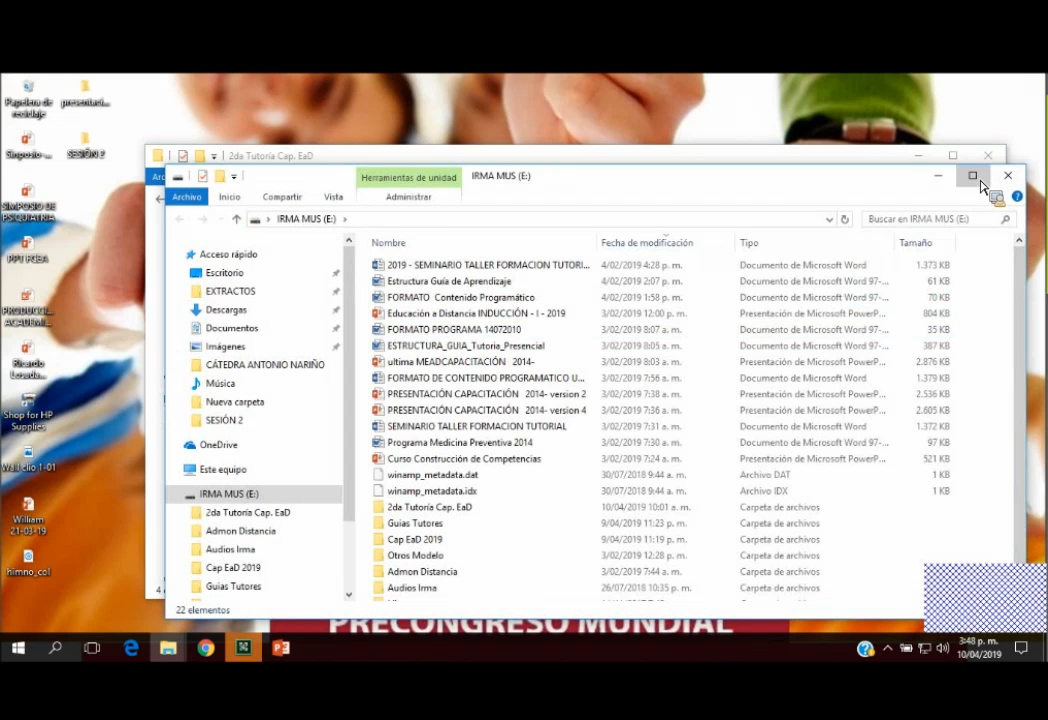 Papelera de
reciclaje
presentaci...
Simposio -...
SESIÓN 2
SIMPOSIO DE
PSIQUIATRIA
PPT FCEA
PRODUCCI...
ACADEMI...
Ricardo
Shop for HP
Supplies
William
21-03-19
himno_col...
2da Tutoría Cap. EaD
Herramientas de unidad
IRMA MUS (E:)
Archivo
Inicio
Compartir
Vista
Administrar
IRMA MUS (E:)
Buscar en IRMA MUS (E:)
Nombre
Fecha de modificación
Tipo
Tamaño
Acceso rápido
Escritorio
EXTRACTOS
Descargas
Documentos
Imágenes
CÁTEDRA ANTONIO NARIÑO
Música
Nueva carpeta
SESIÓN 2
OneDrive
Este equipo
IRMA MUS (E:)
2da Tutoría Cap. EaD
Admon Distancia
Audios Irma
Cap EaD 2019
Guias Tutores
2019 - SEMINARIO TALLER FORMACION TUTORI... 4/02/2019 4:28 p. m. Documento de Microsoft Word 1.373 KB
Estructura Guía de Aprendizaje 4/02/2019 2:07 p. m. Documento de Microsoft Word 97-... 61 KB
FORMATO Contenido Programático 4/02/2019 1:58 p. m. Documento de Microsoft Word 97-... 70 KB
Educación a Distancia INDUCCIÓN - I - 2019 3/02/2019 12:00 p. m. Presentación de Microsoft PowerP... 804 KB
FORMATO PROGRAMA 14072010 3/02/2019 8:07 a. m. Documento de Microsoft Word 97-... 35 KB
ESTRUCTURA_GUIA_Tutoria_Presencial 3/02/2019 8:05 a. m. Documento de Microsoft Word 97-... 387 KB
ultima MEADCAPACITACIÓN 2014- 3/02/2019 8:03 a. m. Presentación de Microsoft PowerP... 2.876 KB
FORMATO DE CONTENIDO PROGRAMATICO U... 3/02/2019 7:56 a. m. Documento de Microsoft Word 1.379 KB
PRESENTACIÓN CAPACITACIÓN 2014- version 2 3/02/2019 7:38 a. m. Presentación de Microsoft PowerP... 2.536 KB
PRESENTACIÓN CAPACITACIÓN 2014- version 4 3/02/2019 7:36 a. m. Presentación de Microsoft PowerP... 2.605 KB
SEMINARIO TALLER FORMACION TUTORIAL 3/02/2019 7:31 a. m. Documento de Microsoft Word 1.372 KB
Programa Medicina Preventiva 2014 3/02/2019 7:30 a. m. Documento de Microsoft Word 97-... 97 KB
Curso Construcción de Competencias 3/02/2019 7:24 a. m. Presentación de Microsoft PowerP... 521 KB
winamp_metadata.dat 30/07/2018 9:44 a. m. Archivo DAT 1 KB
winamp_metadata.idx 30/07/2018 9:44 a. m. Archivo IDX 1 KB
2da Tutoría Cap. EaD 10/04/2019 10:01 a. m. Carpeta de archivos
Guias Tutores 9/04/2019 11:23 p. m. Carpeta de archivos
Cap EaD 2019 9/04/2019 11:19 p. m. Carpeta de archivos
Otros Modelo 3/02/2019 12:28 p. m. Carpeta de archivos
Admon Distancia 3/02/2019 7:44 a. m. Carpeta de archivos
Audios Irma 26/07/2018 10:35 p. m. Carpeta de archivos
22 elementos
PRECONGRESO MUNDIAL
3:48 p. m.
10/04/2019